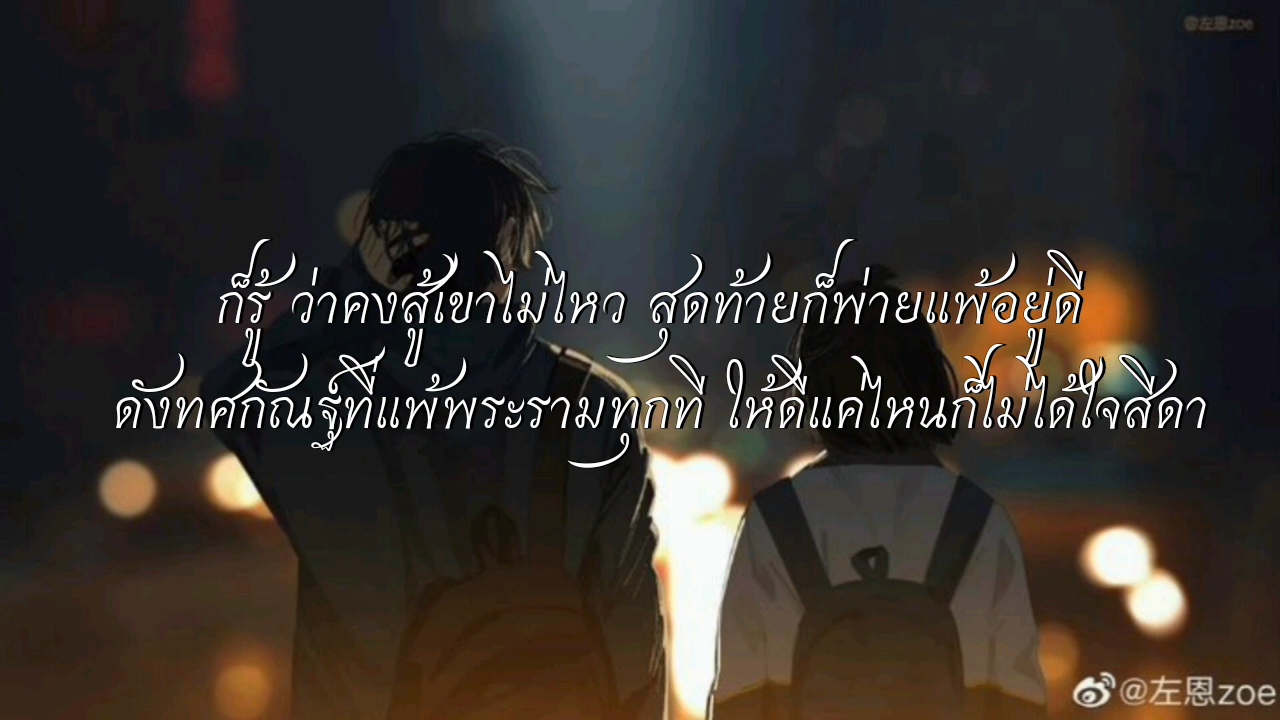 @左恩zoe
ก็รู้ ว่าคงสู้เขาไม่ไหว สุดท้ายก็พ่ายแพ้อยู่ดี
ดังทศกัณฐ์ที่แพ้พระรามทุกที ให้ดีแค่ไหนก็ไม่ได้ใจสีดา
@左恩zoe